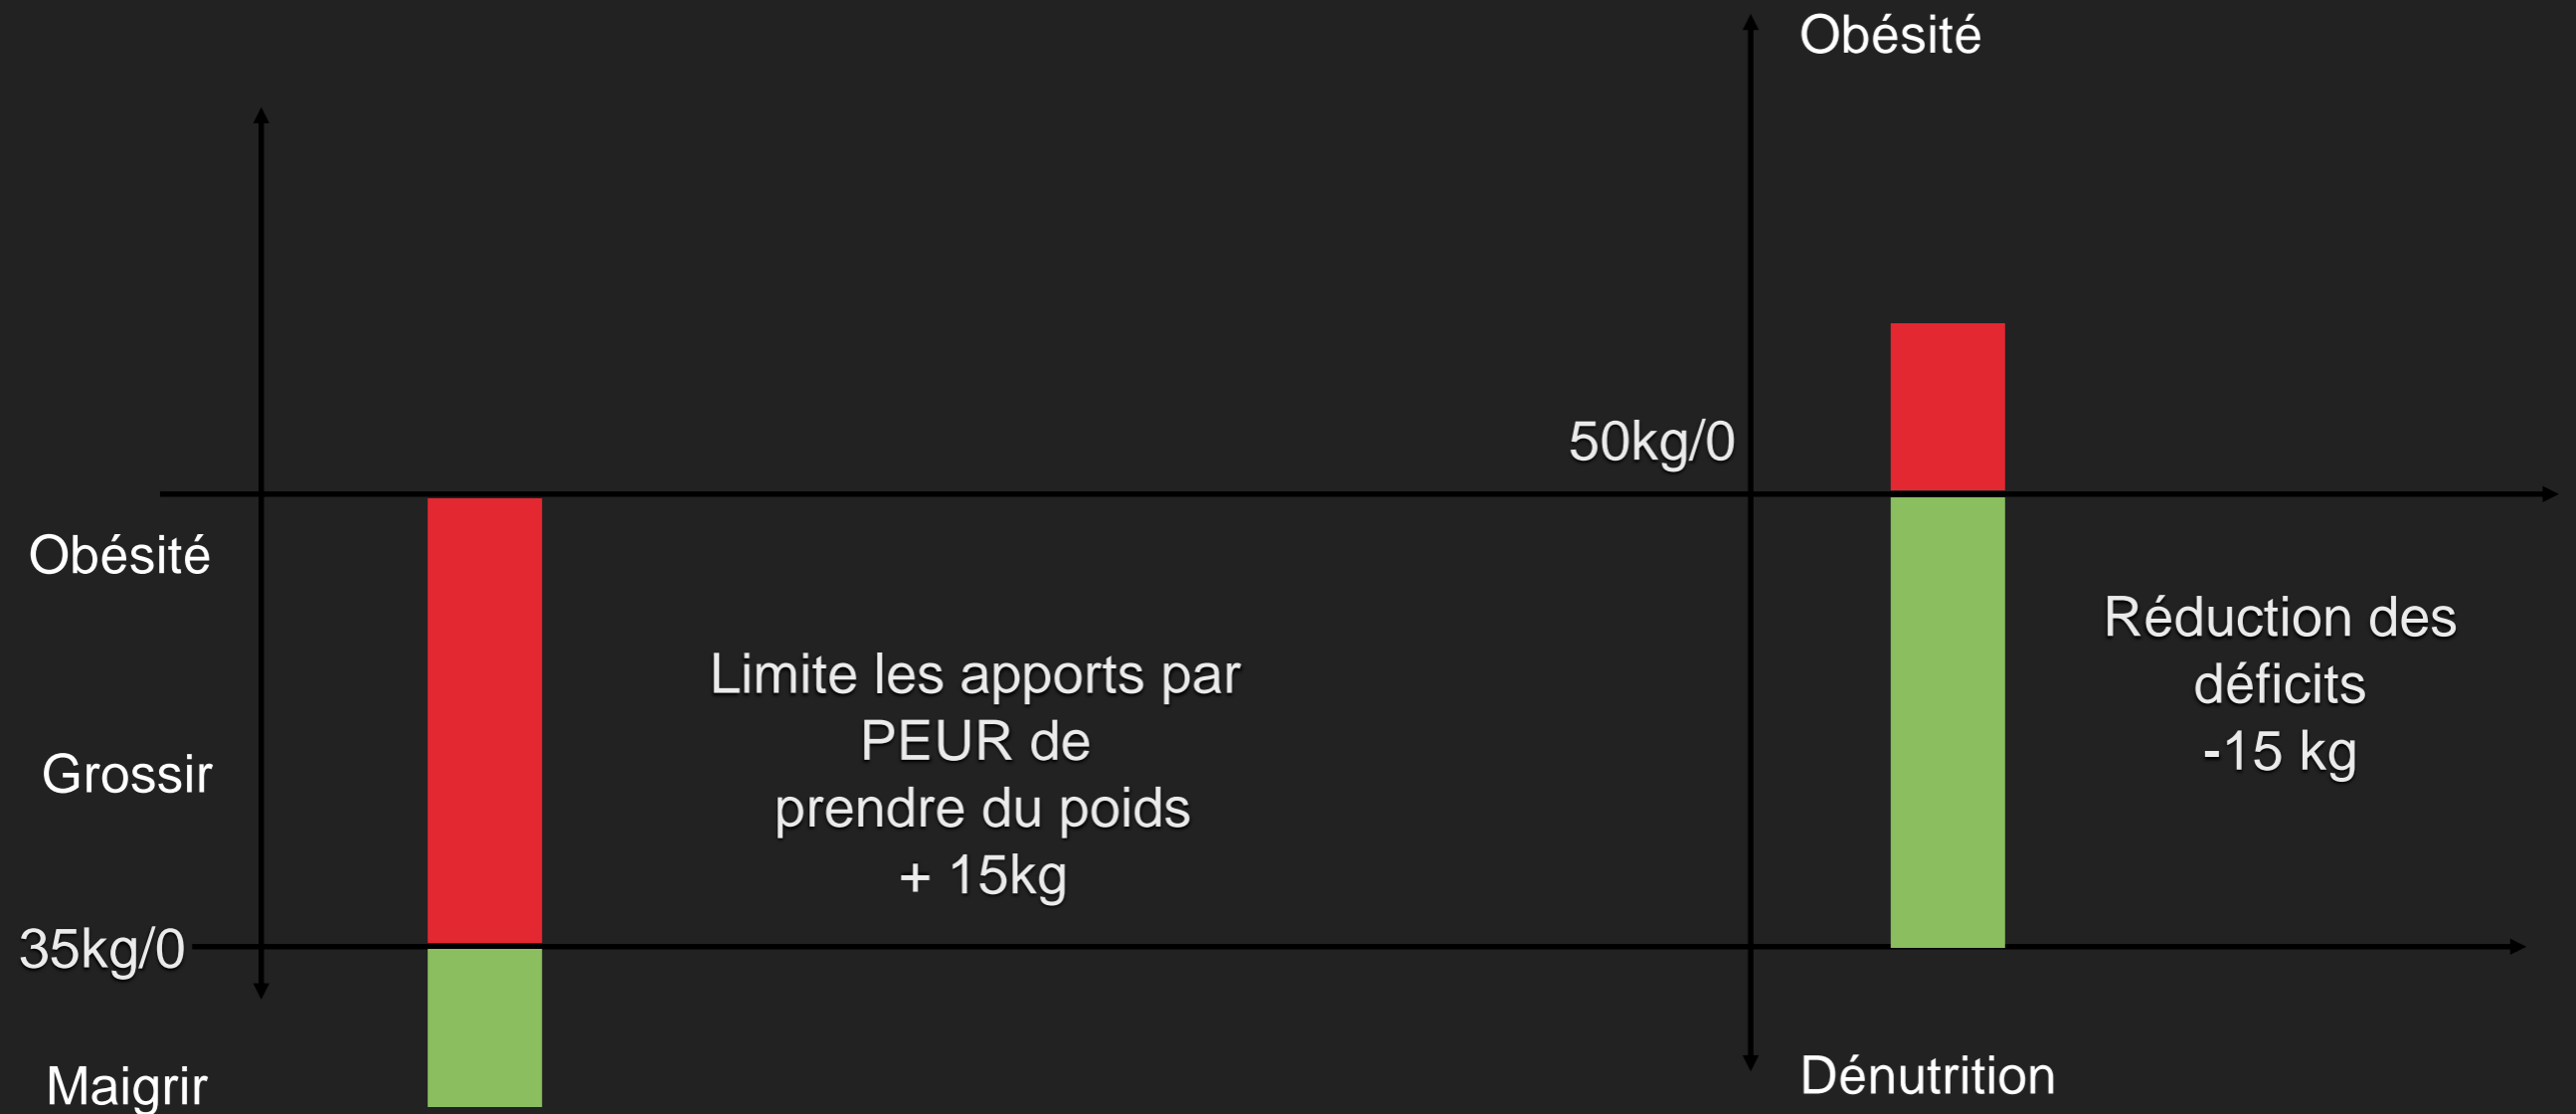 Obésité
50kg/0
Obésité
Grossir
35kg/0
Maigrir
Limite les apports par
PEUR de
prendre du poids
+ 15kg
Réduction des
déficits
-15 kg
Dénutrition